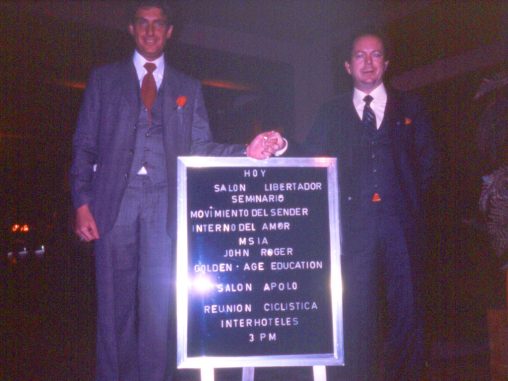 HOY
SALON LIBERTADOR
SEMINARIO
MOVIMIENTO DEL SENDER
INTERNO DEL AMOR
MSIA
JOHN ROGER
GOLDEN-AGE EDUCATION
SALON APOLO
REUNION CICLISTICA
INTERHOTELES
3 PM